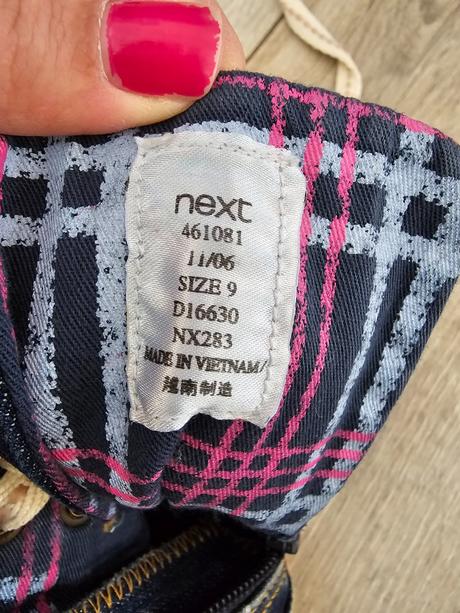 next
461081
11/06
SIZE 9
D16630
NX283
MADE IN VIETNAM/
越南制造